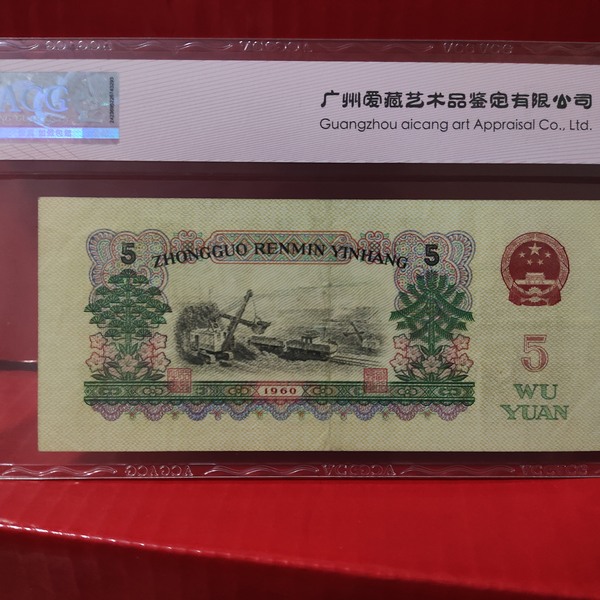 广州爱藏艺术品鉴定有限公司
Guangzhou aicang art Appraisal Co., Ltd.
5
ZHONGGUO RENMIN YINHANG
5
5
WU
YUAN
1960